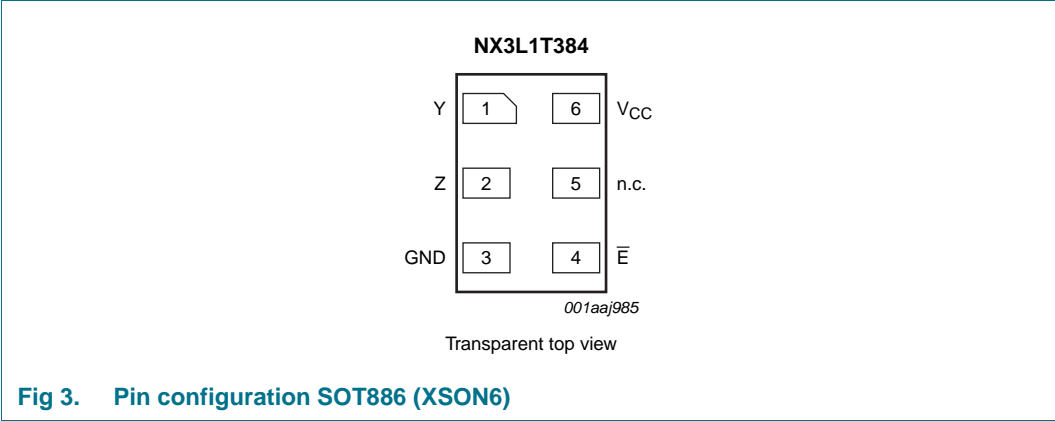 NX3L1T384
Y 1 6 VCC
Z 2 5 n.c.
GND 3 4 E̅
001aaj985
Transparent top view
Fig 3. Pin configuration SOT886 (XSON6)